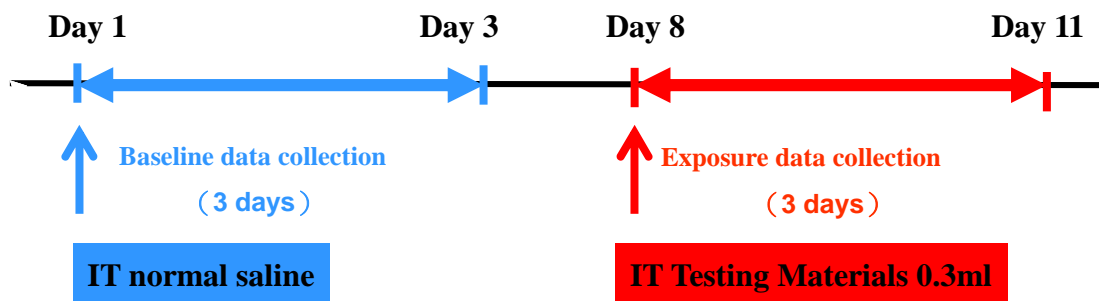 Day 1 Day 3 Day 8 Day 11
Baseline data collection
（3 days）
Exposure data collection
（3 days）
IT normal saline
IT Testing Materials 0.3ml